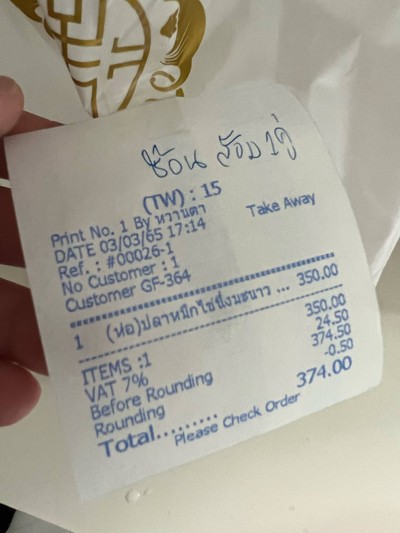 ช้อน ส้อม 1 คู่
(TW) : 15
Print No. 1 By หวานตา
Take Away
DATE 03/03/65 17:14
Ref. : #00026-1
No Customer : 1
Customer GF-364
1 (ห่อ)ปลาหมึกไข่นึ่งมะนาว ... 350.00
350.00
ITEMS :1
VAT 7% 24.50
Before Rounding 374.50
Rounding -0.50
Total......... 374.00
Please Check Order